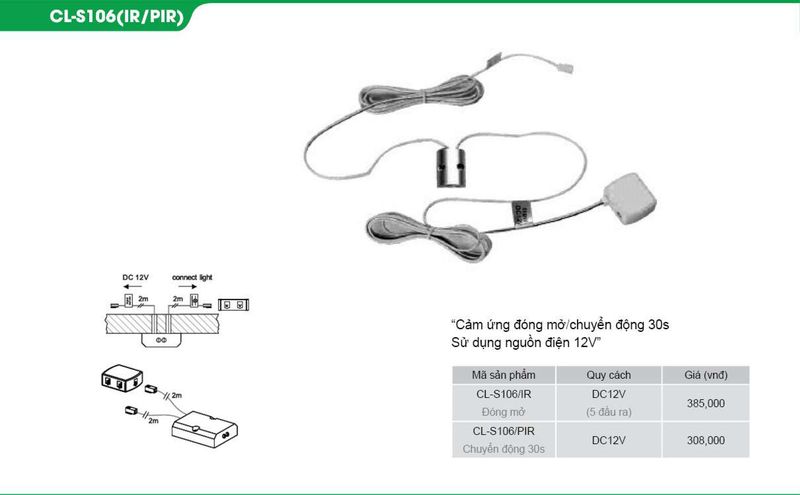 CL-S106(IR/PIR)
DC 12V
connect light
2m
2m
2m
2m
“Cảm ứng đóng mở/chuyển động 30s
Sử dụng nguồn điện 12V”
Mã sản phẩm Quy cách Giá (vnđ)
CL-S106/IR DC12V 385,000
Đóng mở (5 đầu ra)
CL-S106/PIR DC12V 308,000
Chuyển động 30s